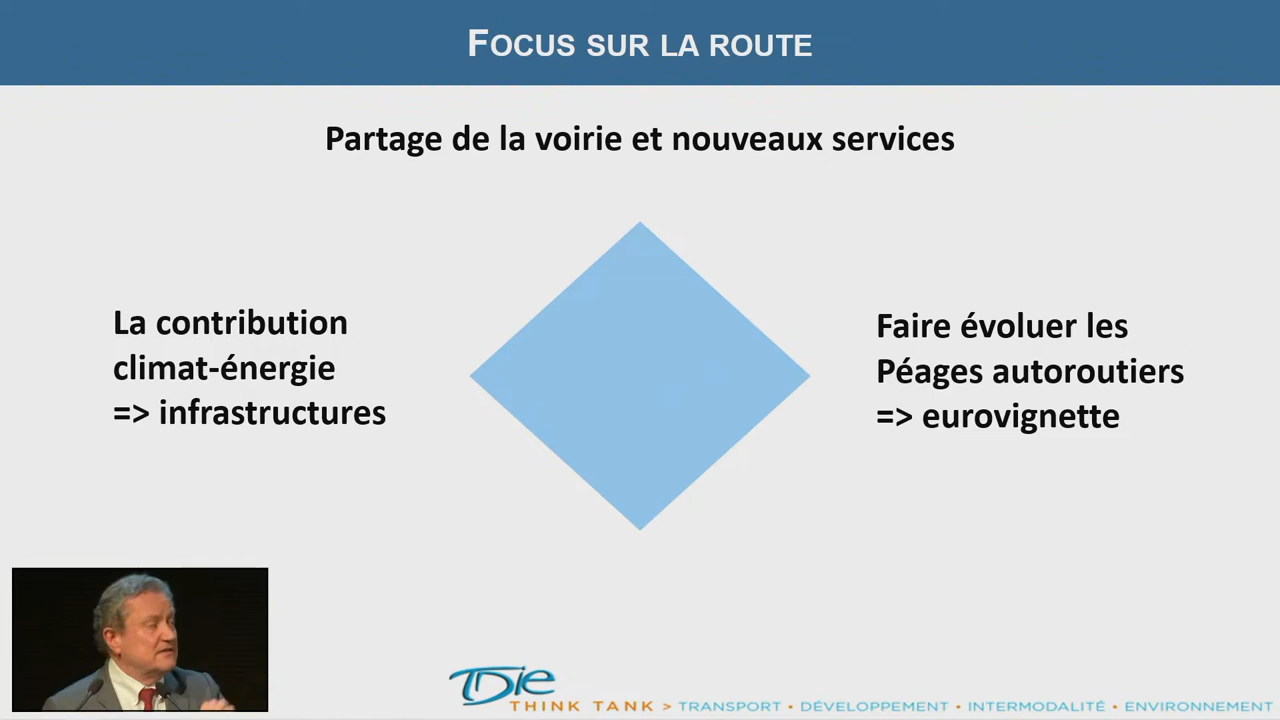 FOCUS SUR LA ROUTE
Partage de la voirie et nouveaux services
La contribution
climat-énergie
=> infrastructures
Faire évoluer les
Péages autoroutiers
=> eurovignette
TDie
THINK TANK > TRANSPORT • DÉVELOPPEMENT • INTERMODALITÉ • ENVIRONNEMENT